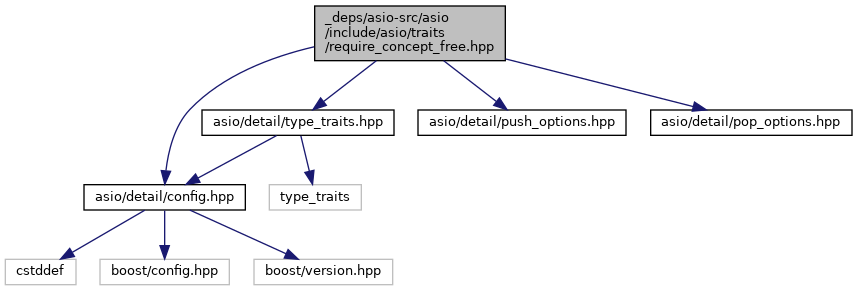 _deps/asio-src/asio
/include/asio/traits
/require_concept_free.hpp
asio/detail/type_traits.hpp
asio/detail/push_options.hpp
asio/detail/pop_options.hpp
asio/detail/config.hpp
type_traits
cstddef
boost/config.hpp
boost/version.hpp